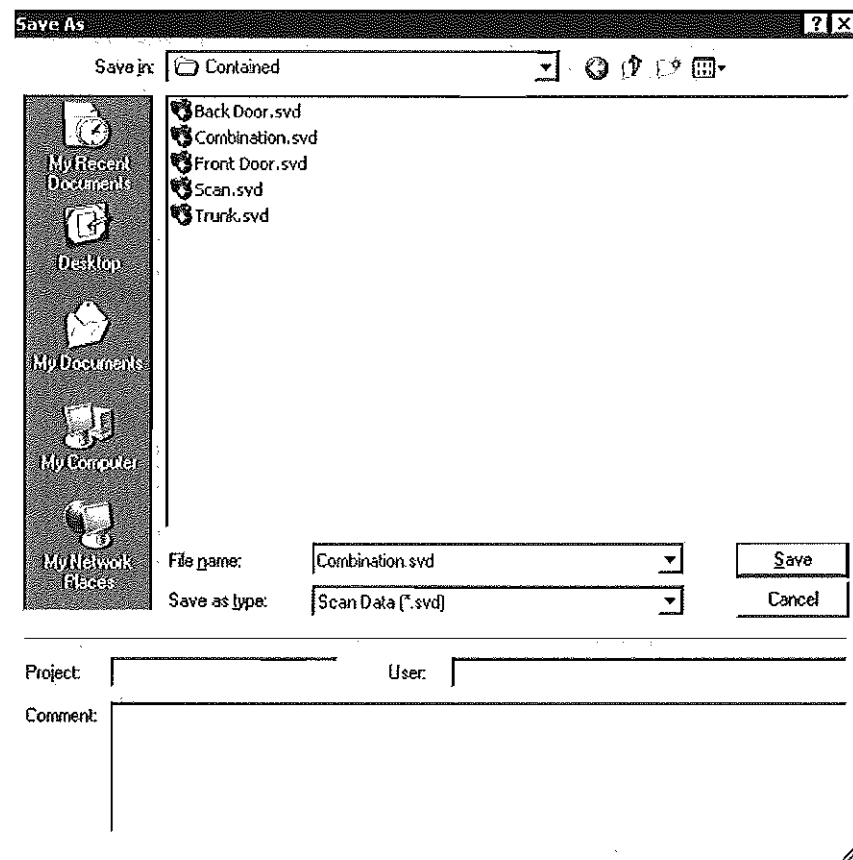 Save As ? ×
Save in: Contained
Back Door.svd
Combination.svd
Front Door.svd
Scan.svd
Trunk.svd
My Recent
Documents
Desktop
My Documents
My Computer
My Network
Places
File name: Combination.svd Save
Save as type: Scan Data (*.svd) Cancel
Project: User:
Comment: